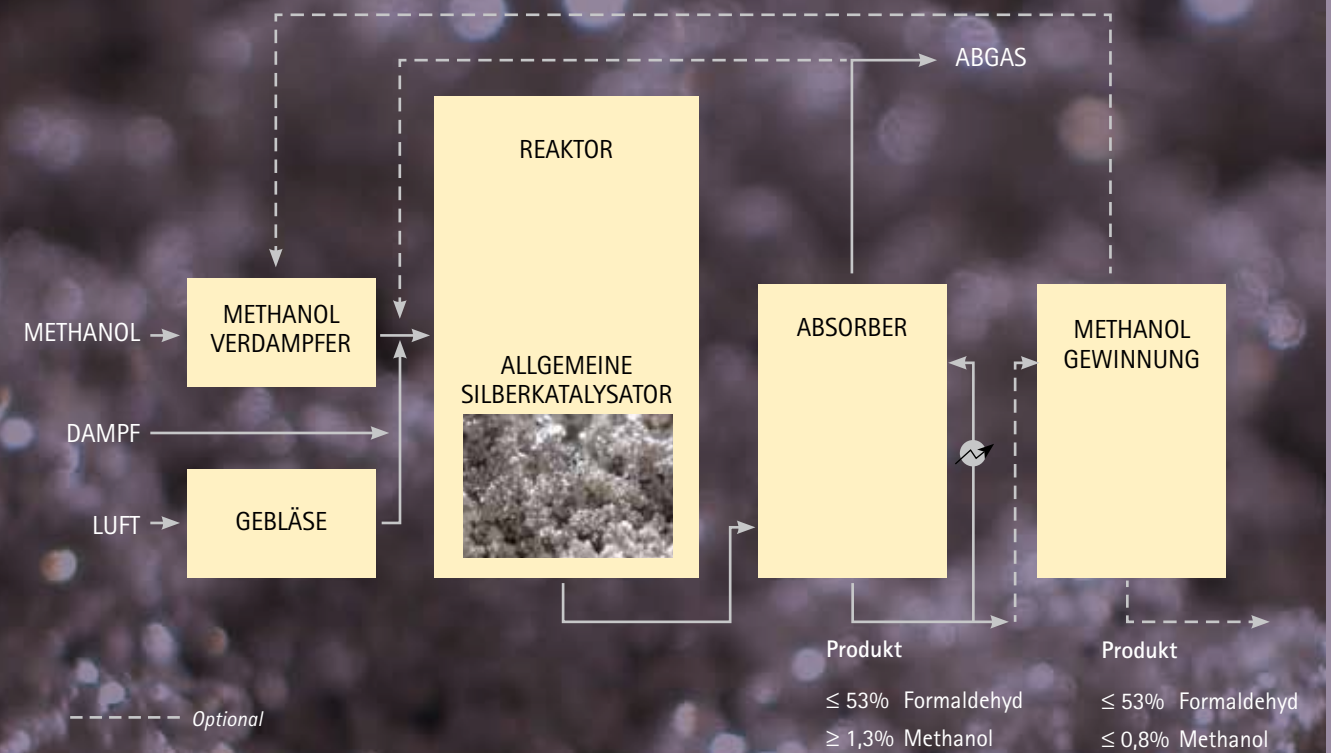 ABGAS
REAKTOR
METHANOL
METHANOL
VERDAMPFER
ALLGEMEINE
SILBERKATALYSATOR
ABSORBER
METHANOL
GEWINNUNG
DAMPF
LUFT
GEBLÄSE
Produkt
≤ 53% Formaldehyd
≥ 1,3% Methanol
Produkt
≤ 53% Formaldehyd
≤ 0,8% Methanol
Optional